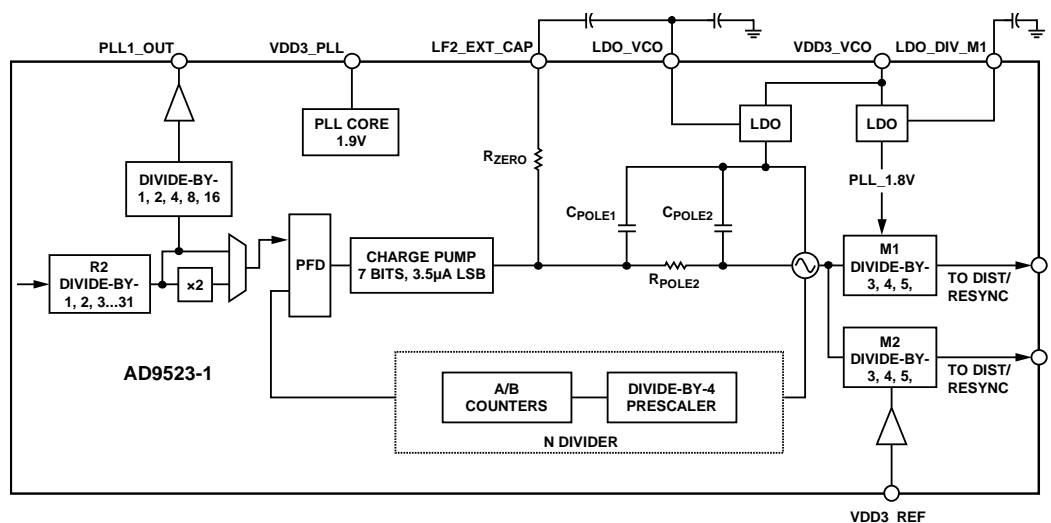 PLL1_OUT
VDD3_PLL
LF2_EXT_CAP
LDO_VCO
VDD3_VCO
LDO_DIV_M1
PLL CORE
1.9V
LDO
LDO
RZERO
DIVIDE-BY-
1, 2, 4, 8, 16
CPOLE1
CPOLE2
PLL_1.8V
R2
DIVIDE-BY-
1, 2, 3...31
×2
PFD
CHARGE PUMP
7 BITS, 3.5µA LSB
RPOLE2
M1
DIVIDE-BY-
3, 4, 5,
TO DIST/
RESYNC
AD9523-1
A/B
COUNTERS
DIVIDE-BY-4
PRESCALER
N DIVIDER
M2
DIVIDE-BY-
3, 4, 5,
TO DIST/
RESYNC
VDD3_REF